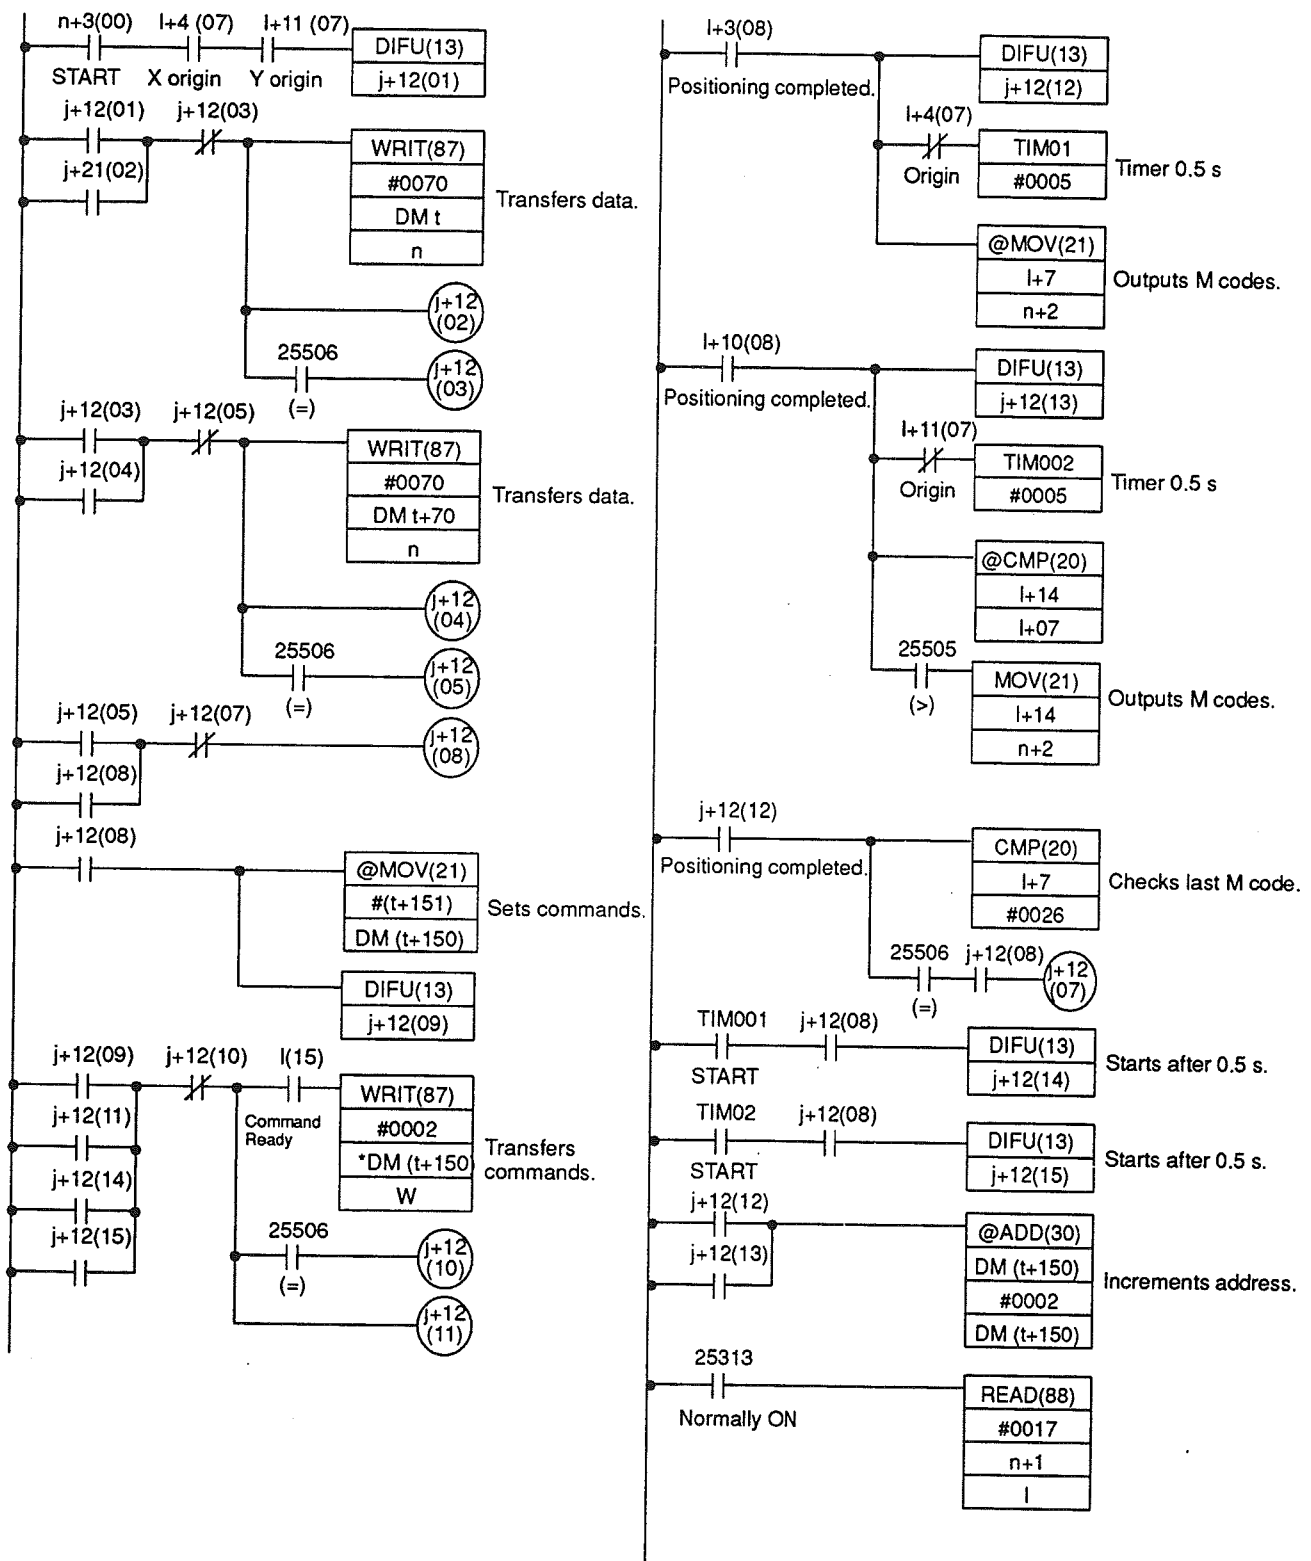 n+3(00) l+4 (07) l+11 (07)
DIFU(13)
START X origin Y origin
j+12(01)
j+12(01) j+12(03)
WRIT(87)
j+21(02)
#0070
Transfers data.
DM t
n
j+12
(02)
25506
j+12
(03)
(=)
j+12(03) j+12(05)
WRIT(87)
j+12(04)
#0070
Transfers data.
DM t+70
n
j+12
(04)
25506
j+12
(05)
(=)
j+12(05) j+12(07)
j+12
(08)
j+12(08)
j+12(08)
@MOV(21)
#(t+151)
Sets commands.
DM (t+150)
DIFU(13)
j+12(09)
j+12(09) j+12(10) l(15)
WRIT(87)
j+12(11)
Command
Ready
#0002
Transfers
commands.
*DM (t+150)
j+12(14)
W
j+12(15)
25506
j+12
(10)
(=)
j+12
(11)
l+3(08)
DIFU(13)
Positioning completed.
j+12(12)
l+4(07)
TIM01
Timer 0.5 s
Origin
#0005
@MOV(21)
l+7
Outputs M codes.
n+2
l+10(08)
DIFU(13)
Positioning completed.
j+12(13)
l+11(07)
TIM002
Timer 0.5 s
Origin
#0005
@CMP(20)
l+14
l+07
25505
MOV(21)
(>)
Outputs M codes.
l+14
n+2
j+12(12)
CMP(20)
Positioning completed.
l+7
Checks last M code.
#0026
25506 j+12(08)
j+12
(07)
(=)
TIM001 j+12(08)
DIFU(13)
Starts after 0.5 s.
START
j+12(14)
TIM02 j+12(08)
DIFU(13)
Starts after 0.5 s.
START
j+12(15)
j+12(12)
@ADD(30)
j+12(13)
DM (t+150)
Increments address.
#0002
DM (t+150)
25313
READ(88)
Normally ON
#0017
n+1
l